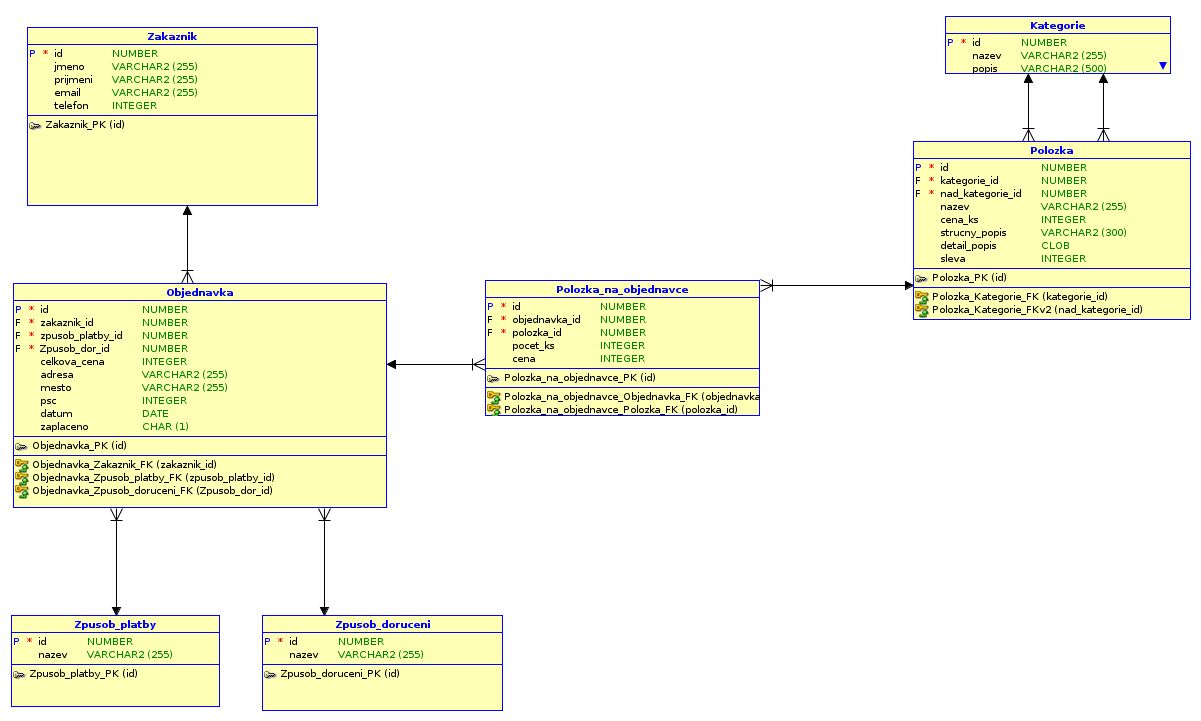 Zakaznik
P * id NUMBER
jmeno VARCHAR2 (255)
prijmeni VARCHAR2 (255)
email VARCHAR2 (255)
telefon INTEGER
Zakaznik_PK (id)
Kategorie
P * id NUMBER
nazev VARCHAR2 (255)
popis VARCHAR2 (500)
Polozka
P * id NUMBER
F * kategorie_id NUMBER
F * nad_kategorie_id NUMBER
nazev VARCHAR2 (255)
cena_ks INTEGER
strucny_popis VARCHAR2 (300)
detail_popis CLOB
sleva INTEGER
Polozka_PK (id)
Polozka_Kategorie_FK (kategorie_id)
Polozka_Kategorie_FKv2 (nad_kategorie_id)
Objednavka
P * id NUMBER
F * zakaznik_id NUMBER
F * zpusob_platby_id NUMBER
F * Zpusob_dor_id NUMBER
celkova_cena INTEGER
adresa VARCHAR2 (255)
mesto VARCHAR2 (255)
psc INTEGER
datum DATE
zaplaceno CHAR (1)
Objednavka_PK (id)
Objednavka_Zakaznik_FK (zakaznik_id)
Objednavka_Zpusob_platby_FK (zpusob_platby_id)
Objednavka_Zpusob_doruceni_FK (Zpusob_dor_id)
Polozka_na_objednavce
P * id NUMBER
F * objednavka_id NUMBER
F * polozka_id NUMBER
pocet_ks INTEGER
cena INTEGER
Polozka_na_objednavce_PK (id)
Polozka_na_objednavce_Objednavka_FK (objednavka
Polozka_na_objednavce_Polozka_FK (polozka_id)
Zpusob_platby
P * id NUMBER
nazev VARCHAR2 (255)
Zpusob_platby_PK (id)
Zpusob_doruceni
P * id NUMBER
nazev VARCHAR2 (255)
Zpusob_doruceni_PK (id)